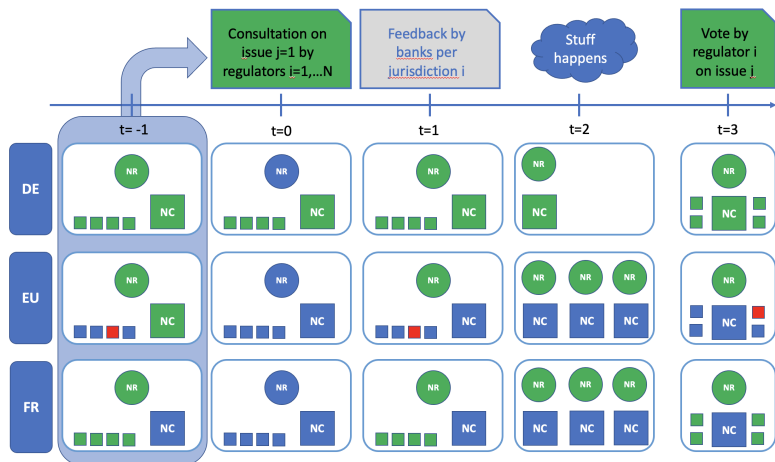 Consultation on
issue j=1 by
regulators i=1,...N
Feedback by
banks per
jurisdiction i
Stuff
happens
Vote by
regulator i
on issue j
t= -1
t=0
t=1
t=2
t=3
DE
NR
NC
NR
NC
NR
NC
NR
NC
NR
NC
EU
NR
NC
NR
NC
NR
NC
NR NR NR
NC NC NC
NR
NC
FR
NR
NC
NR
NC
NR
NC
NR NR NR
NC NC NC
NR
NC